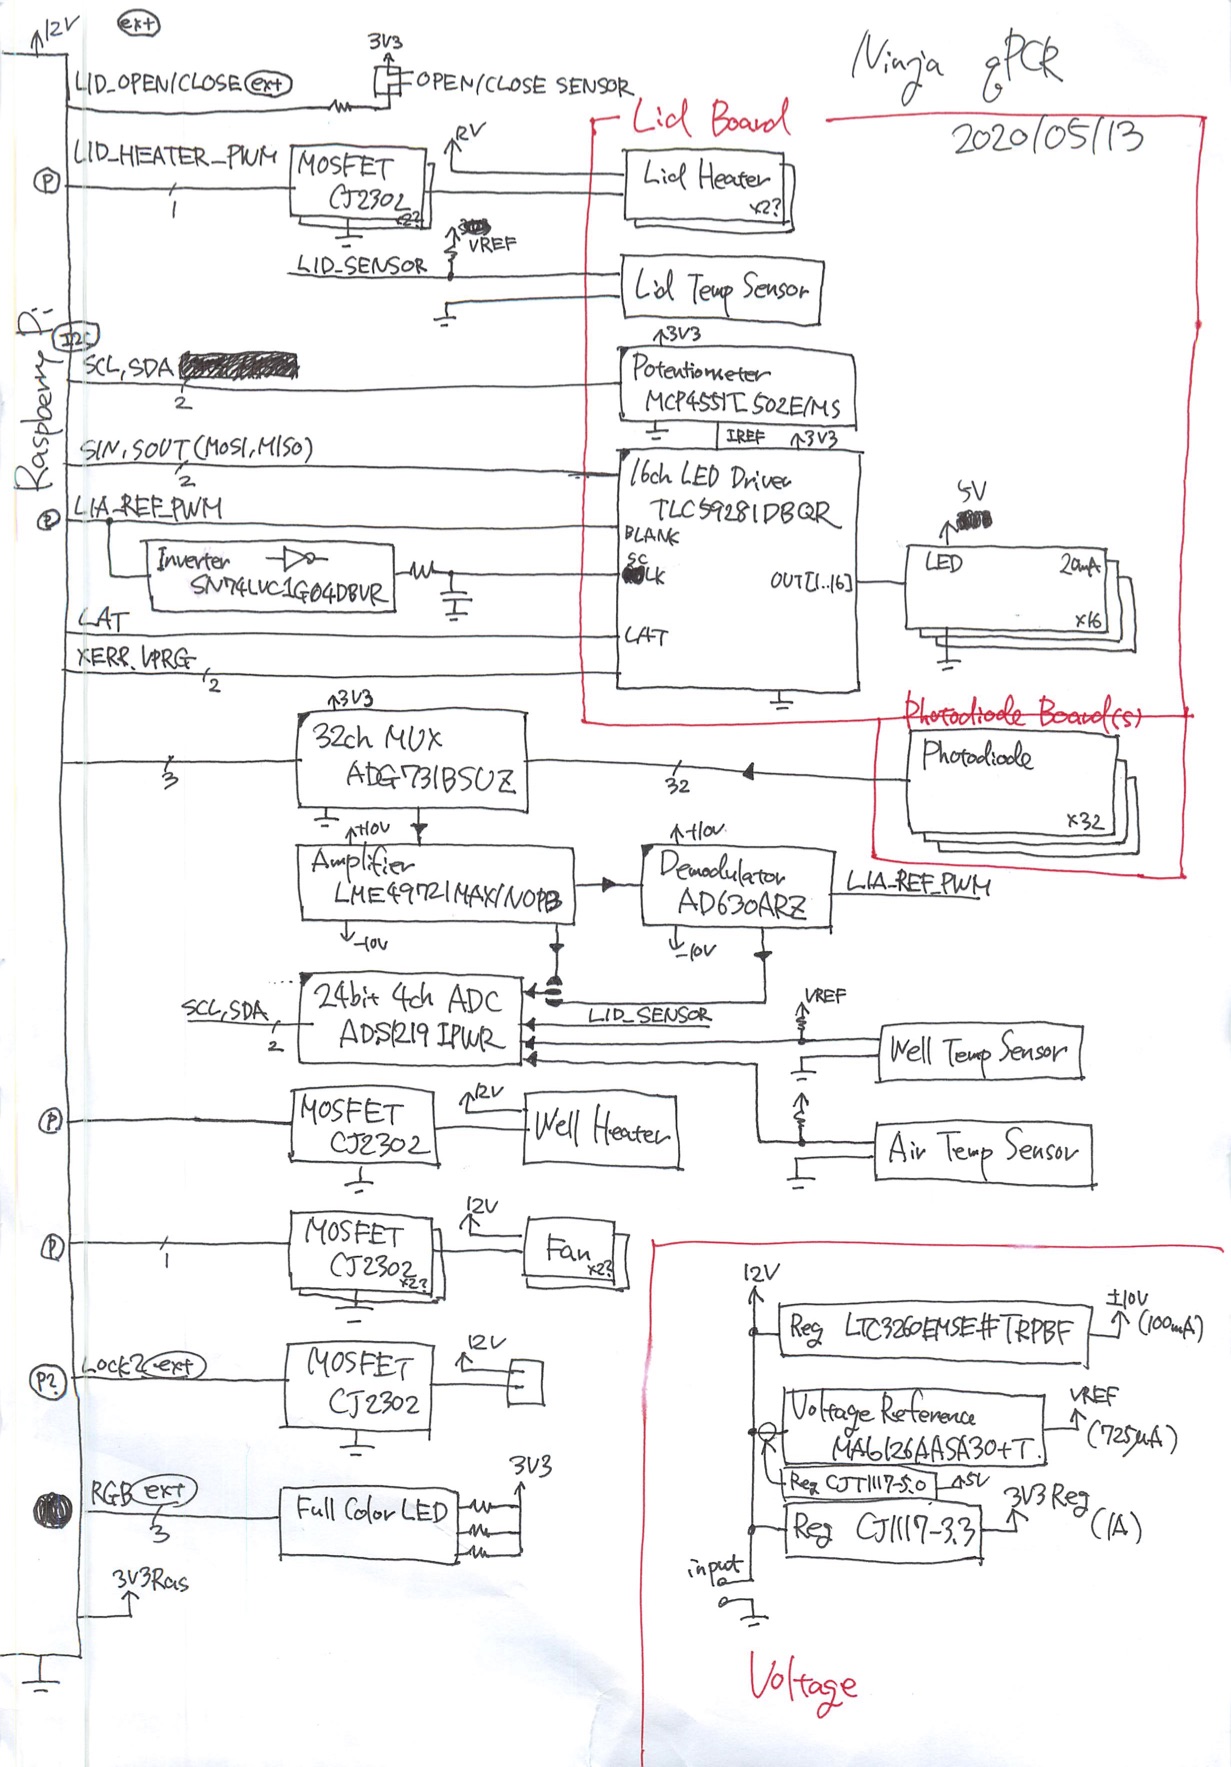 12V
ext
Ninja qPCR
2020/05/13
3V3
LID_OPEN/CLOSE ext
OPEN/CLOSE SENSOR
Lid Board
LID_HEATER_PWM
P
1
MOSFET
CJ2302
x2?
Lid Heater
x2?
VREF
LID_SENSOR
Lid Temp Sensor
Raspberry Pi
I2C
SCL, SDA
2
3V3
Potentiometer
MCP4551T 502E/MS
IREF
3V3
SIN, SOUT (MOSI, MISO)
2
16ch LED Driver
TLC59281DBQR
P
LIA_REF_PWM
BLANK
Inverter
SN74LVC1G04DBVR
SC
LK
OUT[1..16]
5V
LED
20mA
x16
LAT
LAT
XERR, VPRG
2
3V3
Photodiode Board(s)
32ch MUX
ADG731BSUZ
3
32
Photodiode
x32
+10V
Amplifier
LME49721MAX/NOPB
-10V
+10V
Demodulator
AD630ARZ
-10V
LIA_REF_PWM
SCL, SDA
2
24bit 4ch ADC
ADS1219IPWR
LID_SENSOR
VREF
Well Temp Sensor
P
MOSFET
CJ2302
12V
Well Heater
Air Temp Sensor
P
1
MOSFET
CJ2302
x2?
12V
Fan
x2?
P?
LOCK? ext
MOSFET
CJ2302
12V
RGB ext
3
Full Color LED
3V3
3V3Ras
12V
Reg LTC3260EMSE#TRPBF
±10V
(100mA)
Voltage Reference
MA6126AASA30+T
VREF
(725μA)
Reg CJT1117-5.0
5V
Reg CJ1117-3.3
3V3 Reg
(1A)
input
Voltage